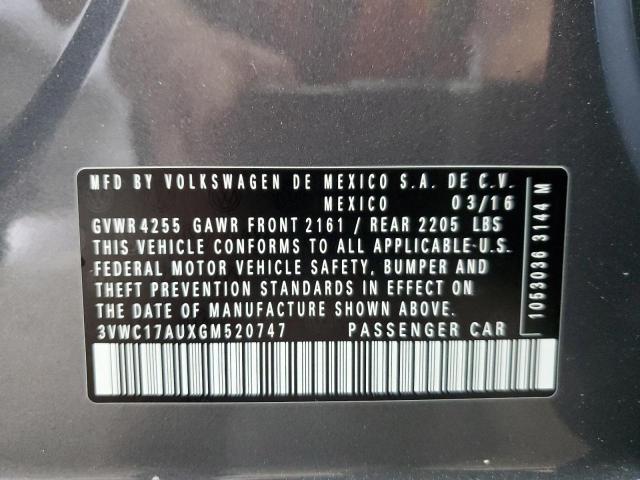 MFD BY VOLKSWAGEN DE MEXICO S.A. DE C.V.
MEXICO 03/16
GVWR 4255 GAWR FRONT 2161 / REAR 2205 LBS
THIS VEHICLE CONFORMS TO ALL APPLICABLE U.S.
FEDERAL MOTOR VEHICLE SAFETY, BUMPER AND
THEFT PREVENTION STANDARDS IN EFFECT ON
THE DATE OF MANUFACTURE SHOWN ABOVE.
3VWC17AUXGM520747 PASSENGER CAR
1053036 3144 M